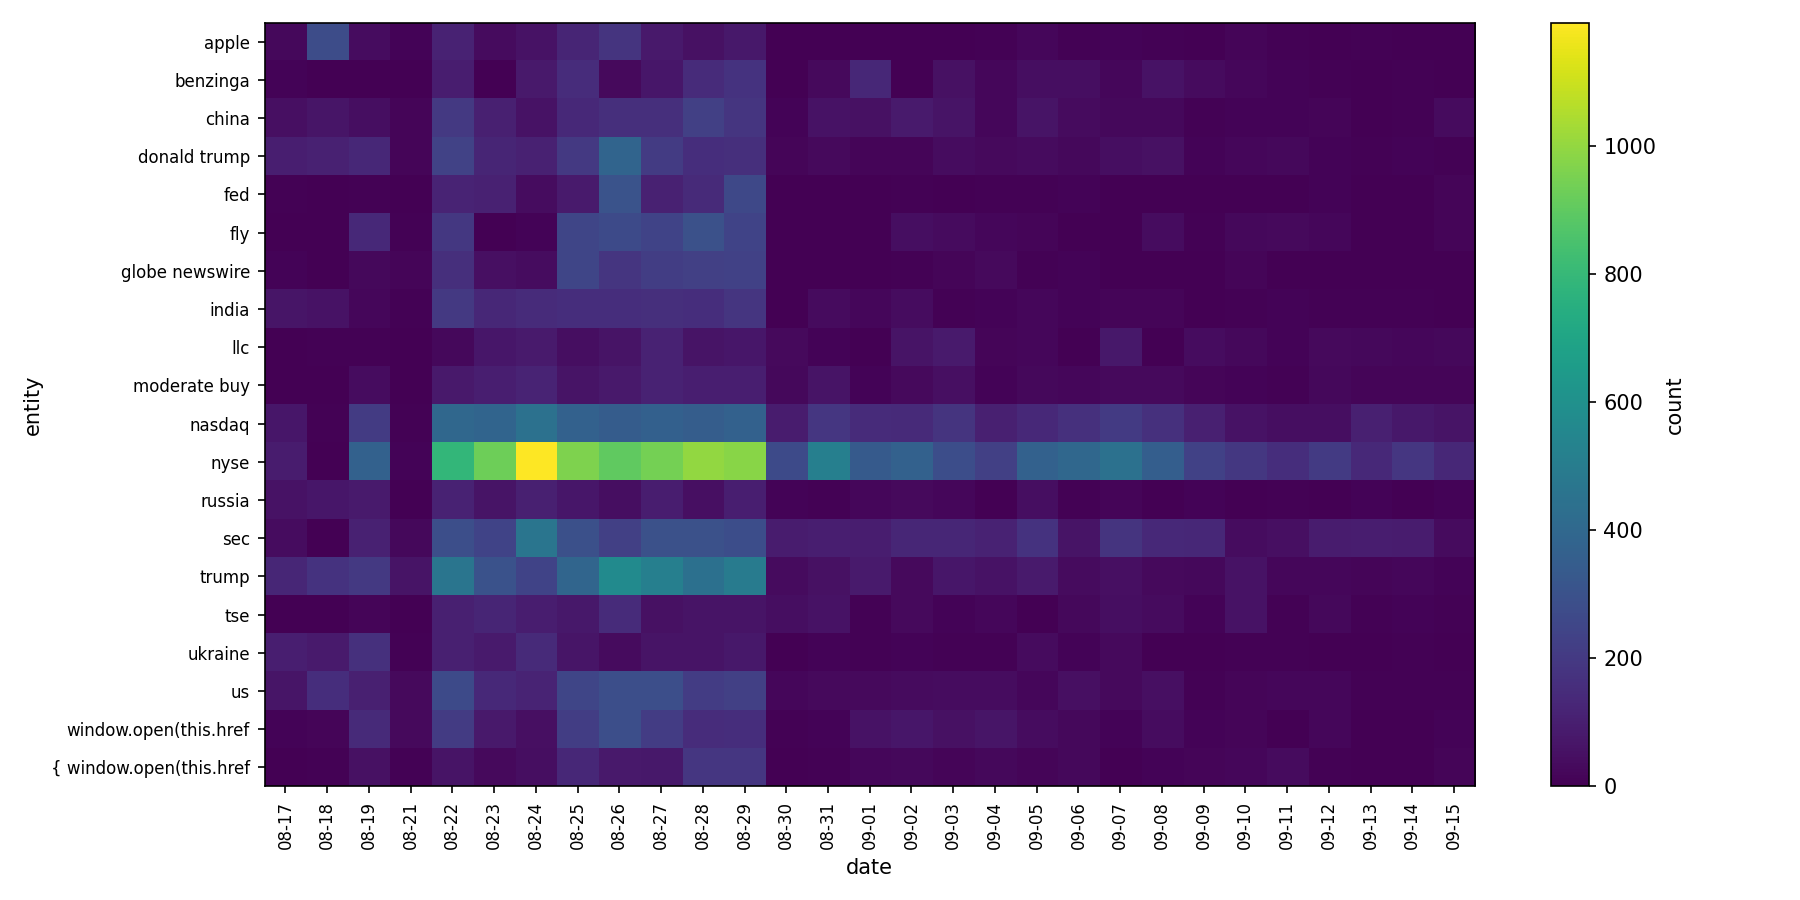 entity
apple
benzinga
china
donald trump
fed
fly
globe newswire
india
llc
moderate buy
nasdaq
nyse
russia
sec
trump
tse
ukraine
us
window.open(this.href
{ window.open(this.href
08-17
08-18
08-19
08-21
08-22
08-23
08-24
08-25
08-26
08-27
08-28
08-29
08-30
08-31
09-01
09-02
09-03
09-04
09-05
09-06
09-07
09-08
09-09
09-10
09-11
09-12
09-13
09-14
09-15
date
1000
800
600
400
200
0
count